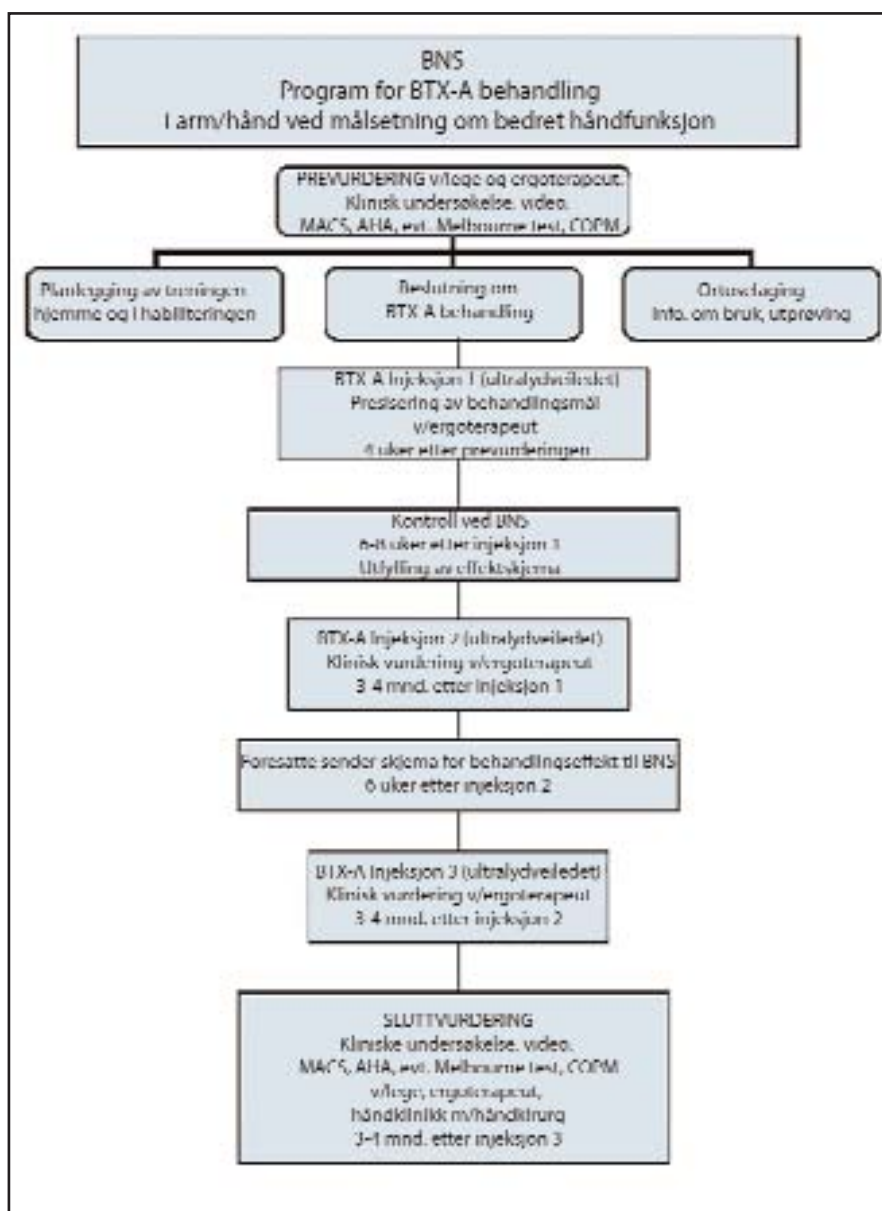 BNS
Program for BTX-A behandling
i arm/hånd ved målsetning om bedret håndfunksjon
PREVURDERING v/lege og ergoterapeut.
Klinisk undersøkelse, video.
MACS, AHA, evt. Melbourne test, COPM
Planlegging av treningen
hjemme og i habiliteringen
Beslutning om
BTX-A behandling
Ortoselaging
Info. om bruk, utprøving
BTX-A Injeksjon 1 (ultralydveiledet)
Presisering av behandlingsmål
v/ergoterapeut
4 uker etter prevurderingen
Kontroll ved BNS
6-8 uker etter injeksjon 1
Utfylling av effektskjema
BTX-A Injeksjon 2 (ultralydveiledet)
Klinisk vurdering v/ergoterapeut
3-4 mnd. etter injeksjon 1
Foresatte sender skjema for behandlingseffekt til BNS
6 uker etter injeksjon 2
BTX-A Injeksjon 3 (ultralydveiledet)
Klinisk vurdering v/ergoterapeut
3-4 mnd. etter injeksjon 2
SLUTTVURDERING
Kliniske undersøkelse, video.
MACS, AHA, evt. Melbourne test, COPM
v/lege, ergoterapeut,
håndklinikk m/håndkirurg
3-4 mnd. etter injeksjon 3